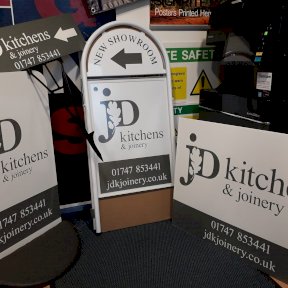 Posters Printed Here
kitchens
& joinery
01747 853441
D
kitchens
& joinery
01747 853441
jdkjoinery.co.uk
NEW SHOWROOM
jD
kitchens
& joinery
01747 853441
jdkjoinery.co.uk
TE SAFET
jD kitchens
& joinery
01747 853441
jdkjoinery.co.uk